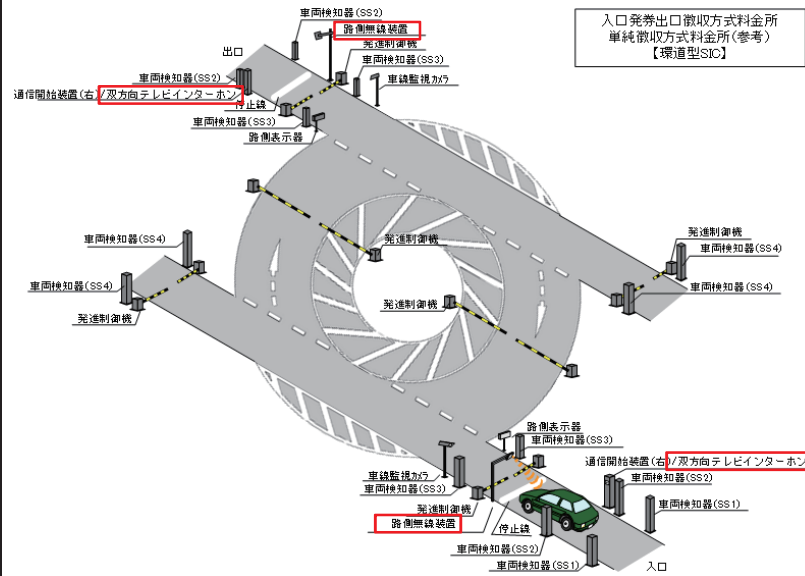 入口発券出口徴収方式料金所
単純徴収方式料金所(参考)
【環道型SIC】
車両検知器(SS2)
路側無線装置
発進制御機
出口
車両検知器(SS3)
車両検知器(SS2)
車線監視カメラ
通信開始装置(右)/双方向テレビインターホン
停止線
車両検知器(SS3)
路側表示器
発進制御機
車両検知器(SS4)
車両検知器(SS4)
発進制御機
車両検知器(SS4)
車両検知器(SS4)
発進制御機
発進制御機
路側表示器
車両検知器(SS3)
通信開始装置(右)/双方向テレビインターホン
車線監視カメラ
車両検知器(SS2)
車両検知器(SS3)
車両検知器(SS1)
発進制御機
路側無線装置
停止線
車両検知器(SS2)
車両検知器(SS1)
入口